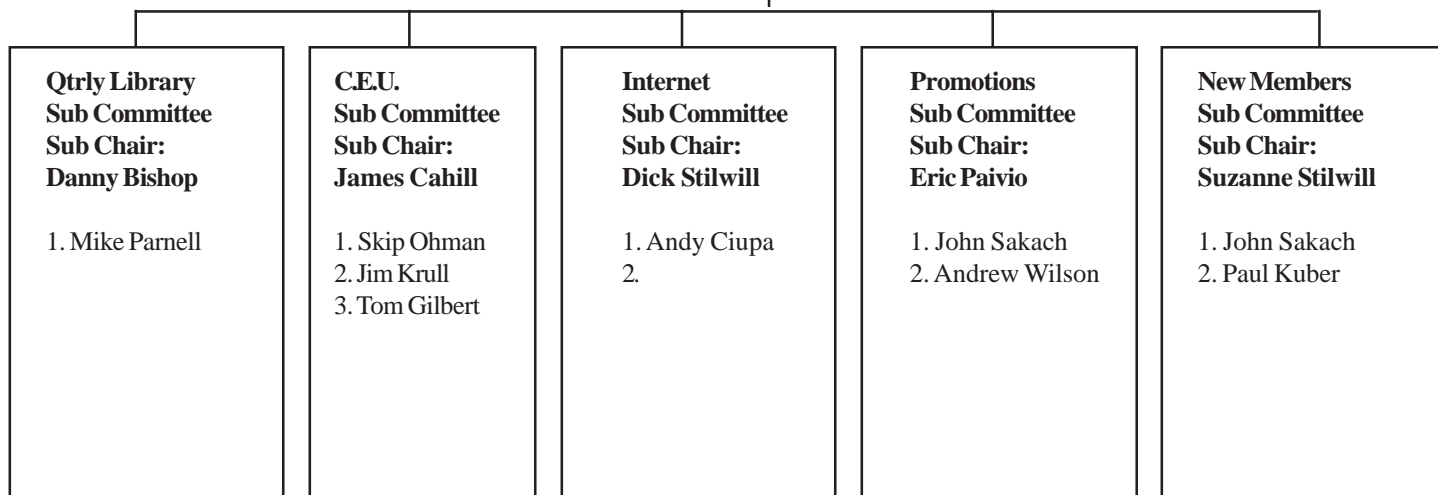 Qtrly Library
Sub Committee
Sub Chair:
Danny Bishop
1. Mike Parnell
C.E.U.
Sub Committee
Sub Chair:
James Cahill
1. Skip Ohman
2. Jim Krull
3. Tom Gilbert
Internet
Sub Committee
Sub Chair:
Dick Stilwill
1. Andy Ciupa
2.
Promotions
Sub Committee
Sub Chair:
Eric Paivio
1. John Sakach
2. Andrew Wilson
New Members
Sub Committee
Sub Chair:
Suzanne Stilwill
1. John Sakach
2. Paul Kuber